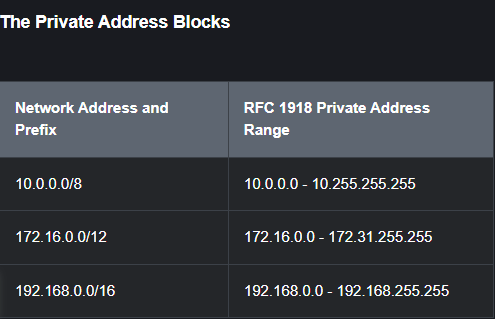 The Private Address Blocks
Network Address and
Prefix
RFC 1918 Private Address
Range
10.0.0.0/8
10.0.0.0 - 10.255.255.255
172.16.0.0/12
172.16.0.0 - 172.31.255.255
192.168.0.0/16
192.168.0.0 - 192.168.255.255